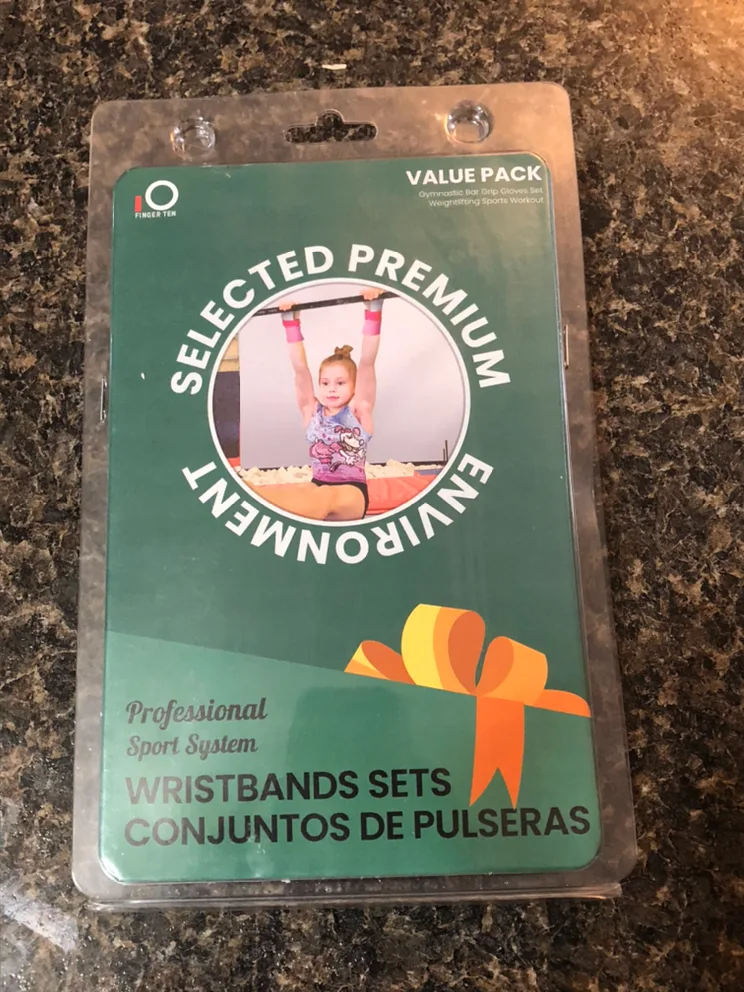 IO
FINGER TEN
VALUE PACK
Gymnastic Bar Grip Gloves Set
Weightlifting Sports Workout
SELECTED PREMIUM
ENVIRONMENT
Professional
Sport System
WRISTBANDS SETS
CONJUNTOS DE PULSERAS